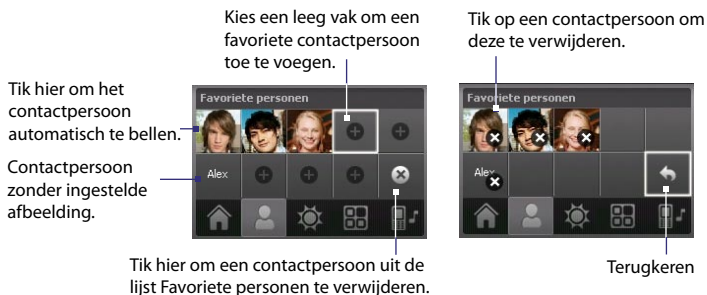 Kies een leeg vak om een
favoriete contactpersoon
toe te voegen.
Tik op een contactpersoon om
deze te verwijderen.
Tik hier om het
contactpersoon
automatisch te bellen.
Contactpersoon
zonder ingestelde
afbeelding.
Favoriete personen
Alex
Favoriete personen
Alex
Tik hier om een contactpersoon uit de
lijst Favoriete personen te verwijderen.
Terugkeren